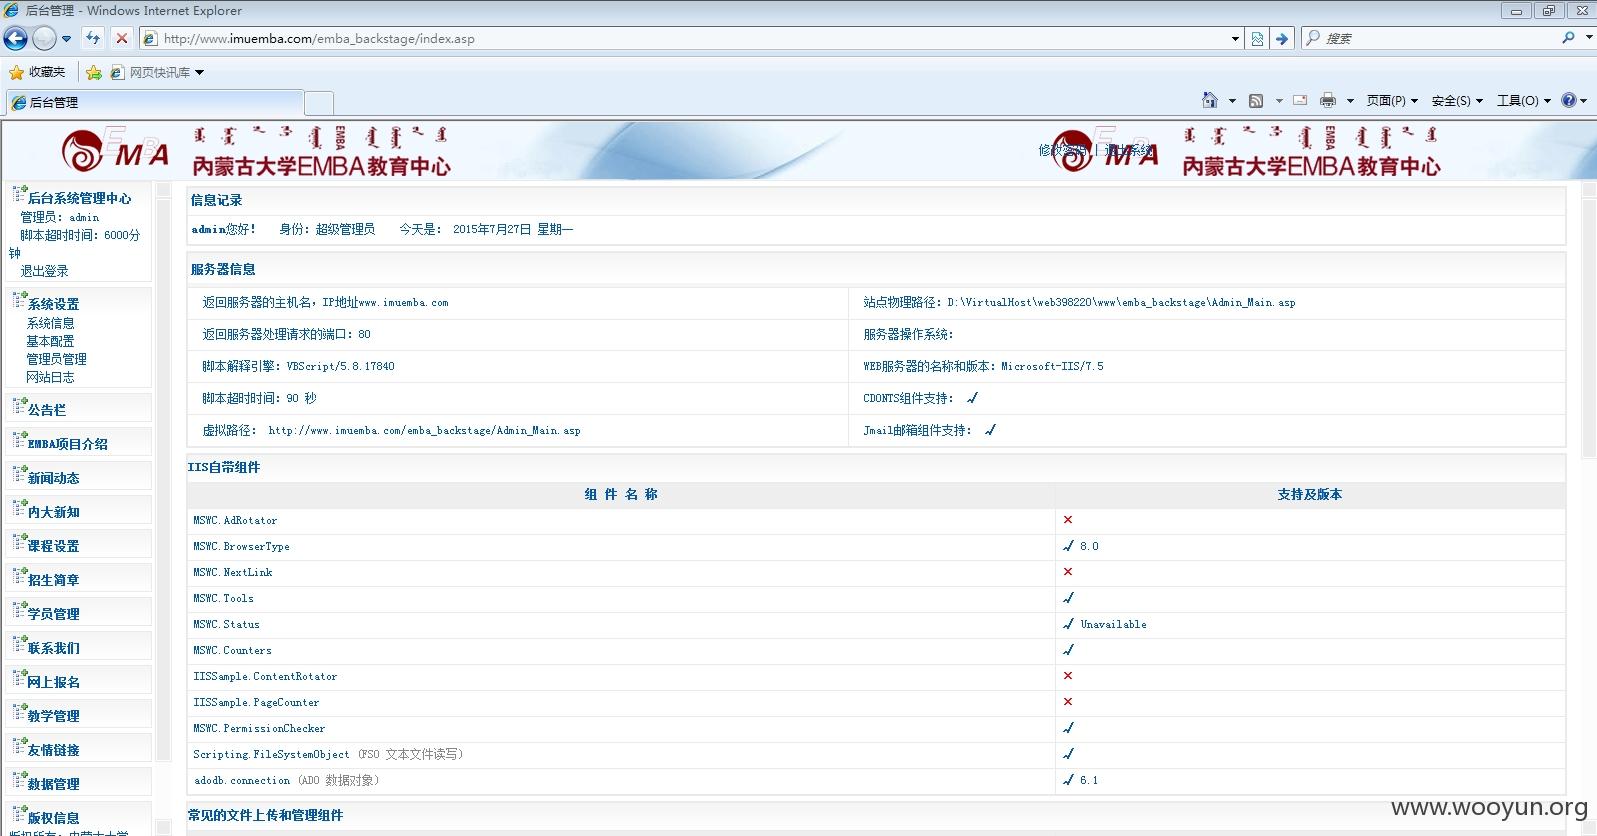 后台管理 - Windows Internet Explorer
http://www.imuemba.com/emba_backstage/index.asp
搜索
收藏夹
网页快讯库
后台管理
页面(P)
安全(S)
工具(O)
EMBA
内蒙古大学EMBA教育中心
修改密码 | 退出系统
EMBA
内蒙古大学EMBA教育中心
后台系统管理中心
管理员：admin
脚本超时时间：6000分
钟
退出登录
系统设置
系统信息
基本配置
管理员管理
网站日志
公告栏
EMBA项目介绍
新闻动态
内大新知
课程设置
招生简章
学员管理
联系我们
网上报名
教学管理
友情链接
数据管理
版权信息
版权所有：内蒙古大学
信息记录
admin您好！ 身份：超级管理员 今天是： 2015年7月27日 星期一
服务器信息
返回服务器的主机名，IP地址www.imuemba.com
站点物理路径：D:\VirtualHost\web398220\www\emba_backstage\Admin_Main.asp
返回服务器处理请求的端口：80
服务器操作系统：
脚本解释引擎：VBScript/5.8.17840
WEB服务器的名称和版本：Microsoft-IIS/7.5
脚本超时时间：90 秒
CDONTS组件支持： ✓
虚拟路径： http://www.imuemba.com/emba_backstage/Admin_Main.asp
Jmail邮箱组件支持： ✓
IIS自带组件
组 件 名 称 支持及版本
MSWC.AdRotator ×
MSWC.BrowserType ✓ 8.0
MSWC.NextLink ×
MSWC.Tools ✓
MSWC.Status ✓ Unavailable
MSWC.Counters ✓
IISSample.ContentRotator ×
IISSample.PageCounter ×
MSWC.PermissionChecker ✓
Scripting.FileSystemObject (FSO 文本文件读写) ✓
adodb.connection (ADO 数据对象) ✓ 6.1
常见的文件上传和管理组件
www.wooyun.org